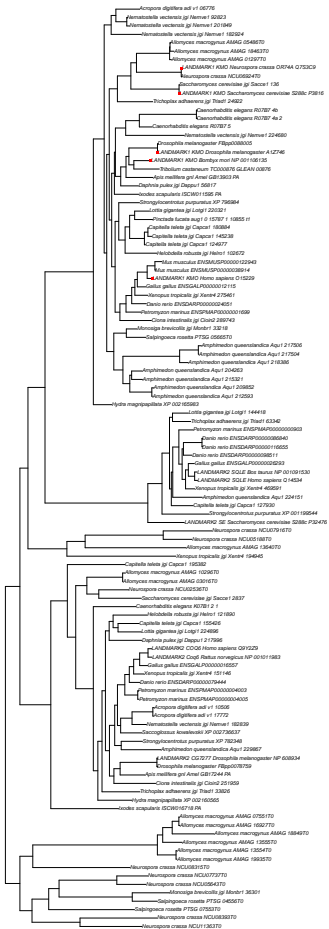 Acropora digitifera adi v1 06776
Nematostella vectensis jgi Nemve1 92823
Nematostella vectensis jgi Nemve1 201849
Nematostella vectensis jgi Nemve1 182924
Allomyces macrogynus AMAG 05486T0
Allomyces macrogynus AMAG 18463T0
Allomyces macrogynus AMAG 01297T0
LANDMARK1 KMO Neurospora crassa OR74A Q7S3C9
Neurospora crassa NCU06924T0
Saccharomyces cerevisiae jgi Sacce1 136
LANDMARK1 KMO Saccharomyces cerevisiae S288c P3816
Trichoplax adhaerens jgi Triad1 24922
Caenorhabditis elegans R07B7 4b
Caenorhabditis elegans R07B7 4a 2
Caenorhabditis elegans R07B7 5
Nematostella vectensis jgi Nemve1 224680
Drosophila melanogaster FBpp0088005
LANDMARK1 KMO Drosophila melanogaster A1Z746
LANDMARK1 KMO Bombyx mori NP 001106135
Tribolium castaneum TC000876 GLEAN 00876
Apis mellifera gnl Amel GB13903 PA
Daphnia pulex jgi Dappu1 56817
Ixodes scapularis ISCW011595 PA
Strongylocentrotus purpuratus XP 796984
Lottia gigantea jgi Lotgi1 220321
Pinctada fucata aug1 0 15787 1 10855 t1
Capitella teleta jgi Capca1 180884
Capitella teleta jgi Capca1 145238
Capitella teleta jgi Capca1 124977
Helobdella robusta jgi Helro1 102672
Mus musculus ENSMUSP00000122943
Mus musculus ENSMUSP00000038914
LANDMARK1 KMO Homo sapiens O15229
Gallus gallus ENSGALP00000012115
Xenopus tropicalis jgi Xentr4 275461
Danio rerio ENSDARP00000024051
Petromyzon marinus ENSPMAP00000001699
Ciona intestinalis jgi Cioin2 289743
Monosiga brevicollis jgi Monbr1 33218
Salpingoeca rosetta PTSG 05665T0
Amphimedon queenslandica Aqu1 217506
Amphimedon queenslandica Aqu1 217504
Amphimedon queenslandica Aqu1 218386
Amphimedon queenslandica Aqu1 204263
Amphimedon queenslandica Aqu1 215321
Amphimedon queenslandica Aqu1 209852
Amphimedon queenslandica Aqu1 212593
Hydra magnipapillata XP 002165983
Lottia gigantea jgi Lotgi1 144418
Trichoplax adhaerens jgi Triad1 63342
Petromyzon marinus ENSPMAP00000000903
Danio rerio ENSDARP00000086840
Danio rerio ENSDARP00000116655
Danio rerio ENSDARP00000098511
Gallus gallus ENSGALP00000026293
LANDMARK2 SQLE Bos taurus NP 001091530
LANDMARK2 SQLE Homo sapiens Q14534
Xenopus tropicalis jgi Xentr4 469591
Amphimedon queenslandica Aqu1 224151
Capitella teleta jgi Capca1 127930
Strongylocentrotus purpuratus XP 001199544
LANDMARK2 SE Saccharomyces cerevisiae S288c P32476
Neurospora crassa NCU07916T0
Neurospora crassa NCU05188T0
Allomyces macrogynus AMAG 13640T0
Xenopus tropicalis jgi Xentr4 194945
Capitella teleta jgi Capca1 195382
Allomyces macrogynus AMAG 10296T0
Allomyces macrogynus AMAG 03016T0
Neurospora crassa NCU02536T0
Saccharomyces cerevisiae jgi Sacce1 2837
Caenorhabditis elegans K07B1 2 1
Helobdella robusta jgi Helro1 121890
Capitella teleta jgi Capca1 155426
Lottia gigantea jgi Lotgi1 224896
Daphnia pulex jgi Dappu1 217996
LANDMARK2 COQ6 Homo sapiens Q9Y2Z9
LANDMARK2 Coq6 Rattus norvegicus NP 001011983
Gallus gallus ENSGALP00000016557
Xenopus tropicalis jgi Xentr4 151146
Danio rerio ENSDARP00000079444
Petromyzon marinus ENSPMAP00000004003
Petromyzon marinus ENSPMAP00000004005
Acropora digitifera adi v1 10506
Acropora digitifera adi v1 17772
Nematostella vectensis jgi Nemve1 182839
Saccoglossus kowalevskii XP 002736637
Strongylocentrotus purpuratus XP 782348
Amphimedon queenslandica Aqu1 229867
LANDMARK2 CG7277 Drosophila melanogaster NP 608934
Drosophila melanogaster FBpp0078759
Apis mellifera gnl Amel GB17244 PA
Ciona intestinalis jgi Cioin2 251959
Trichoplax adhaerens jgi Triad1 33826
Hydra magnipapillata XP 002160565
Ixodes scapularis ISCW016718 PA
Allomyces macrogynus AMAG 07551T0
Allomyces macrogynus AMAG 16927T0
Allomyces macrogynus AMAG 18849T0
Allomyces macrogynus AMAG 13555T0
Allomyces macrogynus AMAG 13554T0
Allomyces macrogynus AMAG 19935T0
Neurospora crassa NCU08315T0
Neurospora crassa NCU07737T0
Neurospora crassa NCU05643T0
Monosiga brevicollis jgi Monbr1 36301
Salpingoeca rosetta PTSG 04556T0
Salpingoeca rosetta PTSG 07553T0
Neurospora crassa NCU08393T0
Neurospora crassa NCU11363T0